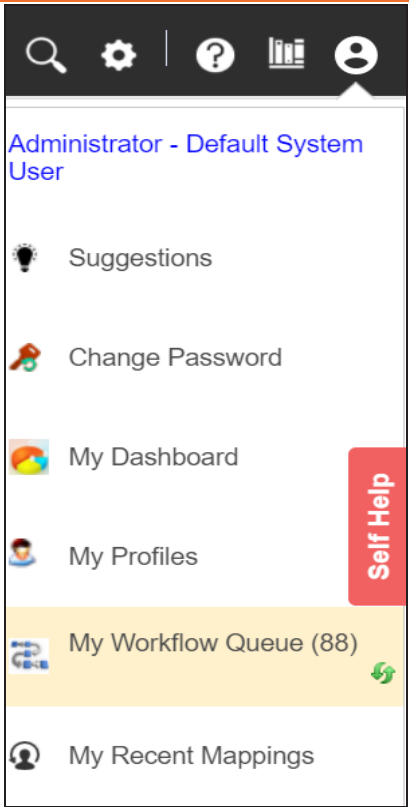 Administrator - Default System
User
Suggestions
Change Password
My Dashboard
Self Help
My Profiles
My Workflow Queue (88)
My Recent Mappings